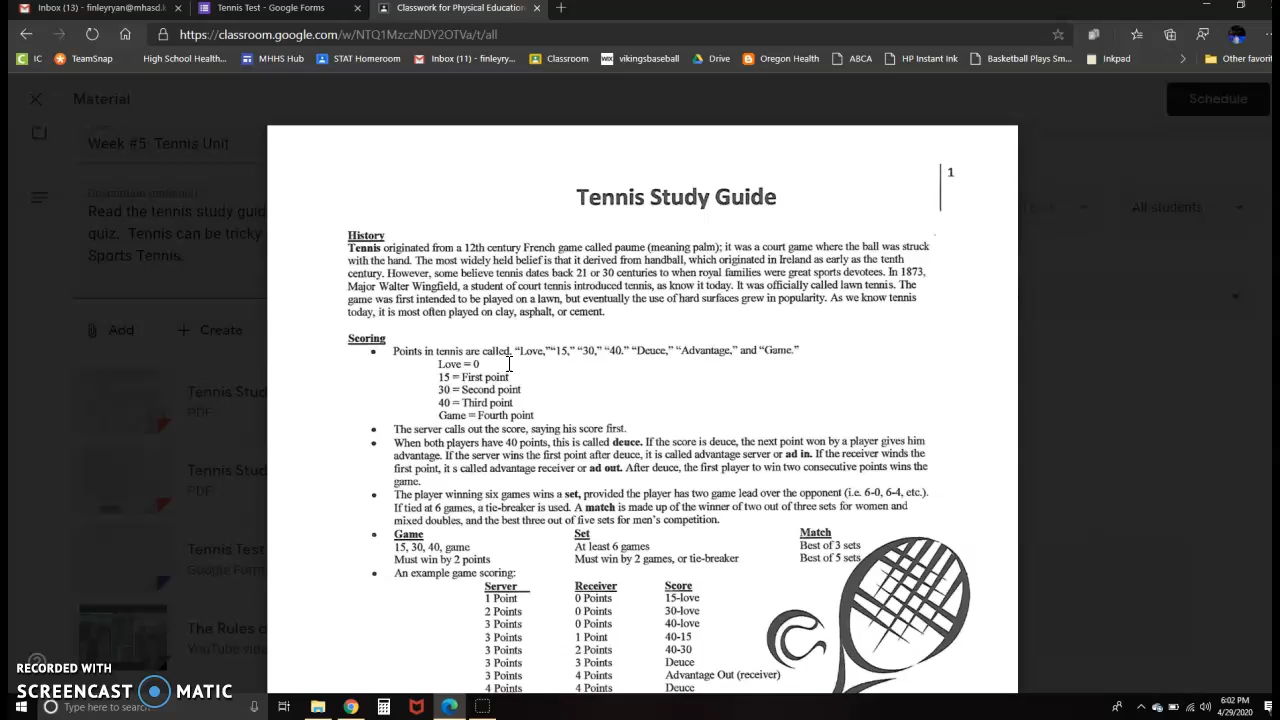 Inbox (13) - finleyryan@mhasd.k
Tennis Test - Google Forms
Classwork for Physical Education
https://classroom.google.com/w/NTQ1MzczNDY2OTVa/t/all
IC
TeamSnap
High School Health...
MHHS Hub
STAT Homeroom
Inbox (11) - finleyry...
Classroom
vikingsbaseball
Drive
Oregon Health
ABCA
HP Instant Ink
Basketball Plays Sm...
Inkpad
Other favorites
Material
Schedule
Week #5: Tennis Unit
Read the tennis study guid
quiz. Tennis can be tricky
Sports Tennis.
All students
Add
Create
Tennis Stud
PDF
Tennis Stud
PDF
Tennis Test
Google Form
The Rules o
YouTube video
1
Tennis Study Guide
History
Tennis originated from a 12th century French game called paume (meaning palm); it was a court game where the ball was struck
with the hand. The most widely held belief is that it derived from handball, which originated in Ireland as early as the tenth
century. However, some believe tennis dates back 21 or 30 centuries to when royal families were great sports devotees. In 1873,
Major Walter Wingfield, a student of court tennis introduced tennis, as know it today. It was officially called lawn tennis. The
game was first intended to be played on a lawn, but eventually the use of hard surfaces grew in popularity. As we know tennis
today, it is most often played on clay, asphalt, or cement.
Scoring
• Points in tennis are called, “Love,”“15,” “30,” “40.” “Deuce,” “Advantage,” and “Game.”
Love = 0
15 = First point
30 = Second point
40 = Third point
Game = Fourth point
• The server calls out the score, saying his score first.
• When both players have 40 points, this is called deuce. If the score is deuce, the next point won by a player gives him
advantage. If the server wins the first point after deuce, it is called advantage server or ad in. If the receiver winds the
first point, it s called advantage receiver or ad out. After deuce, the first player to win two consecutive points wins the
game.
• The player winning six games wins a set, provided the player has two game lead over the opponent (i.e. 6-0, 6-4, etc.).
If tied at 6 games, a tie-breaker is used. A match is made up of the winner of two out of three sets for women and
mixed doubles, and the best three out of five sets for men's competition.
• Game Set Match
15, 30, 40, game At least 6 games Best of 3 sets
Must win by 2 points Must win by 2 games, or tie-breaker Best of 5 sets
• An example game scoring:
Server Receiver Score
1 Point 0 Points 15-love
2 Points 0 Points 30-love
3 Points 0 Points 40-love
3 Points 1 Point 40-15
3 Points 2 Points 40-30
3 Points 3 Points Deuce
3 Points 4 Points Advantage Out (receiver)
4 Points 4 Points Deuce
RECORDED WITH
SCREENCAST MATIC
Type here to search
6:02 PM
4/29/2020